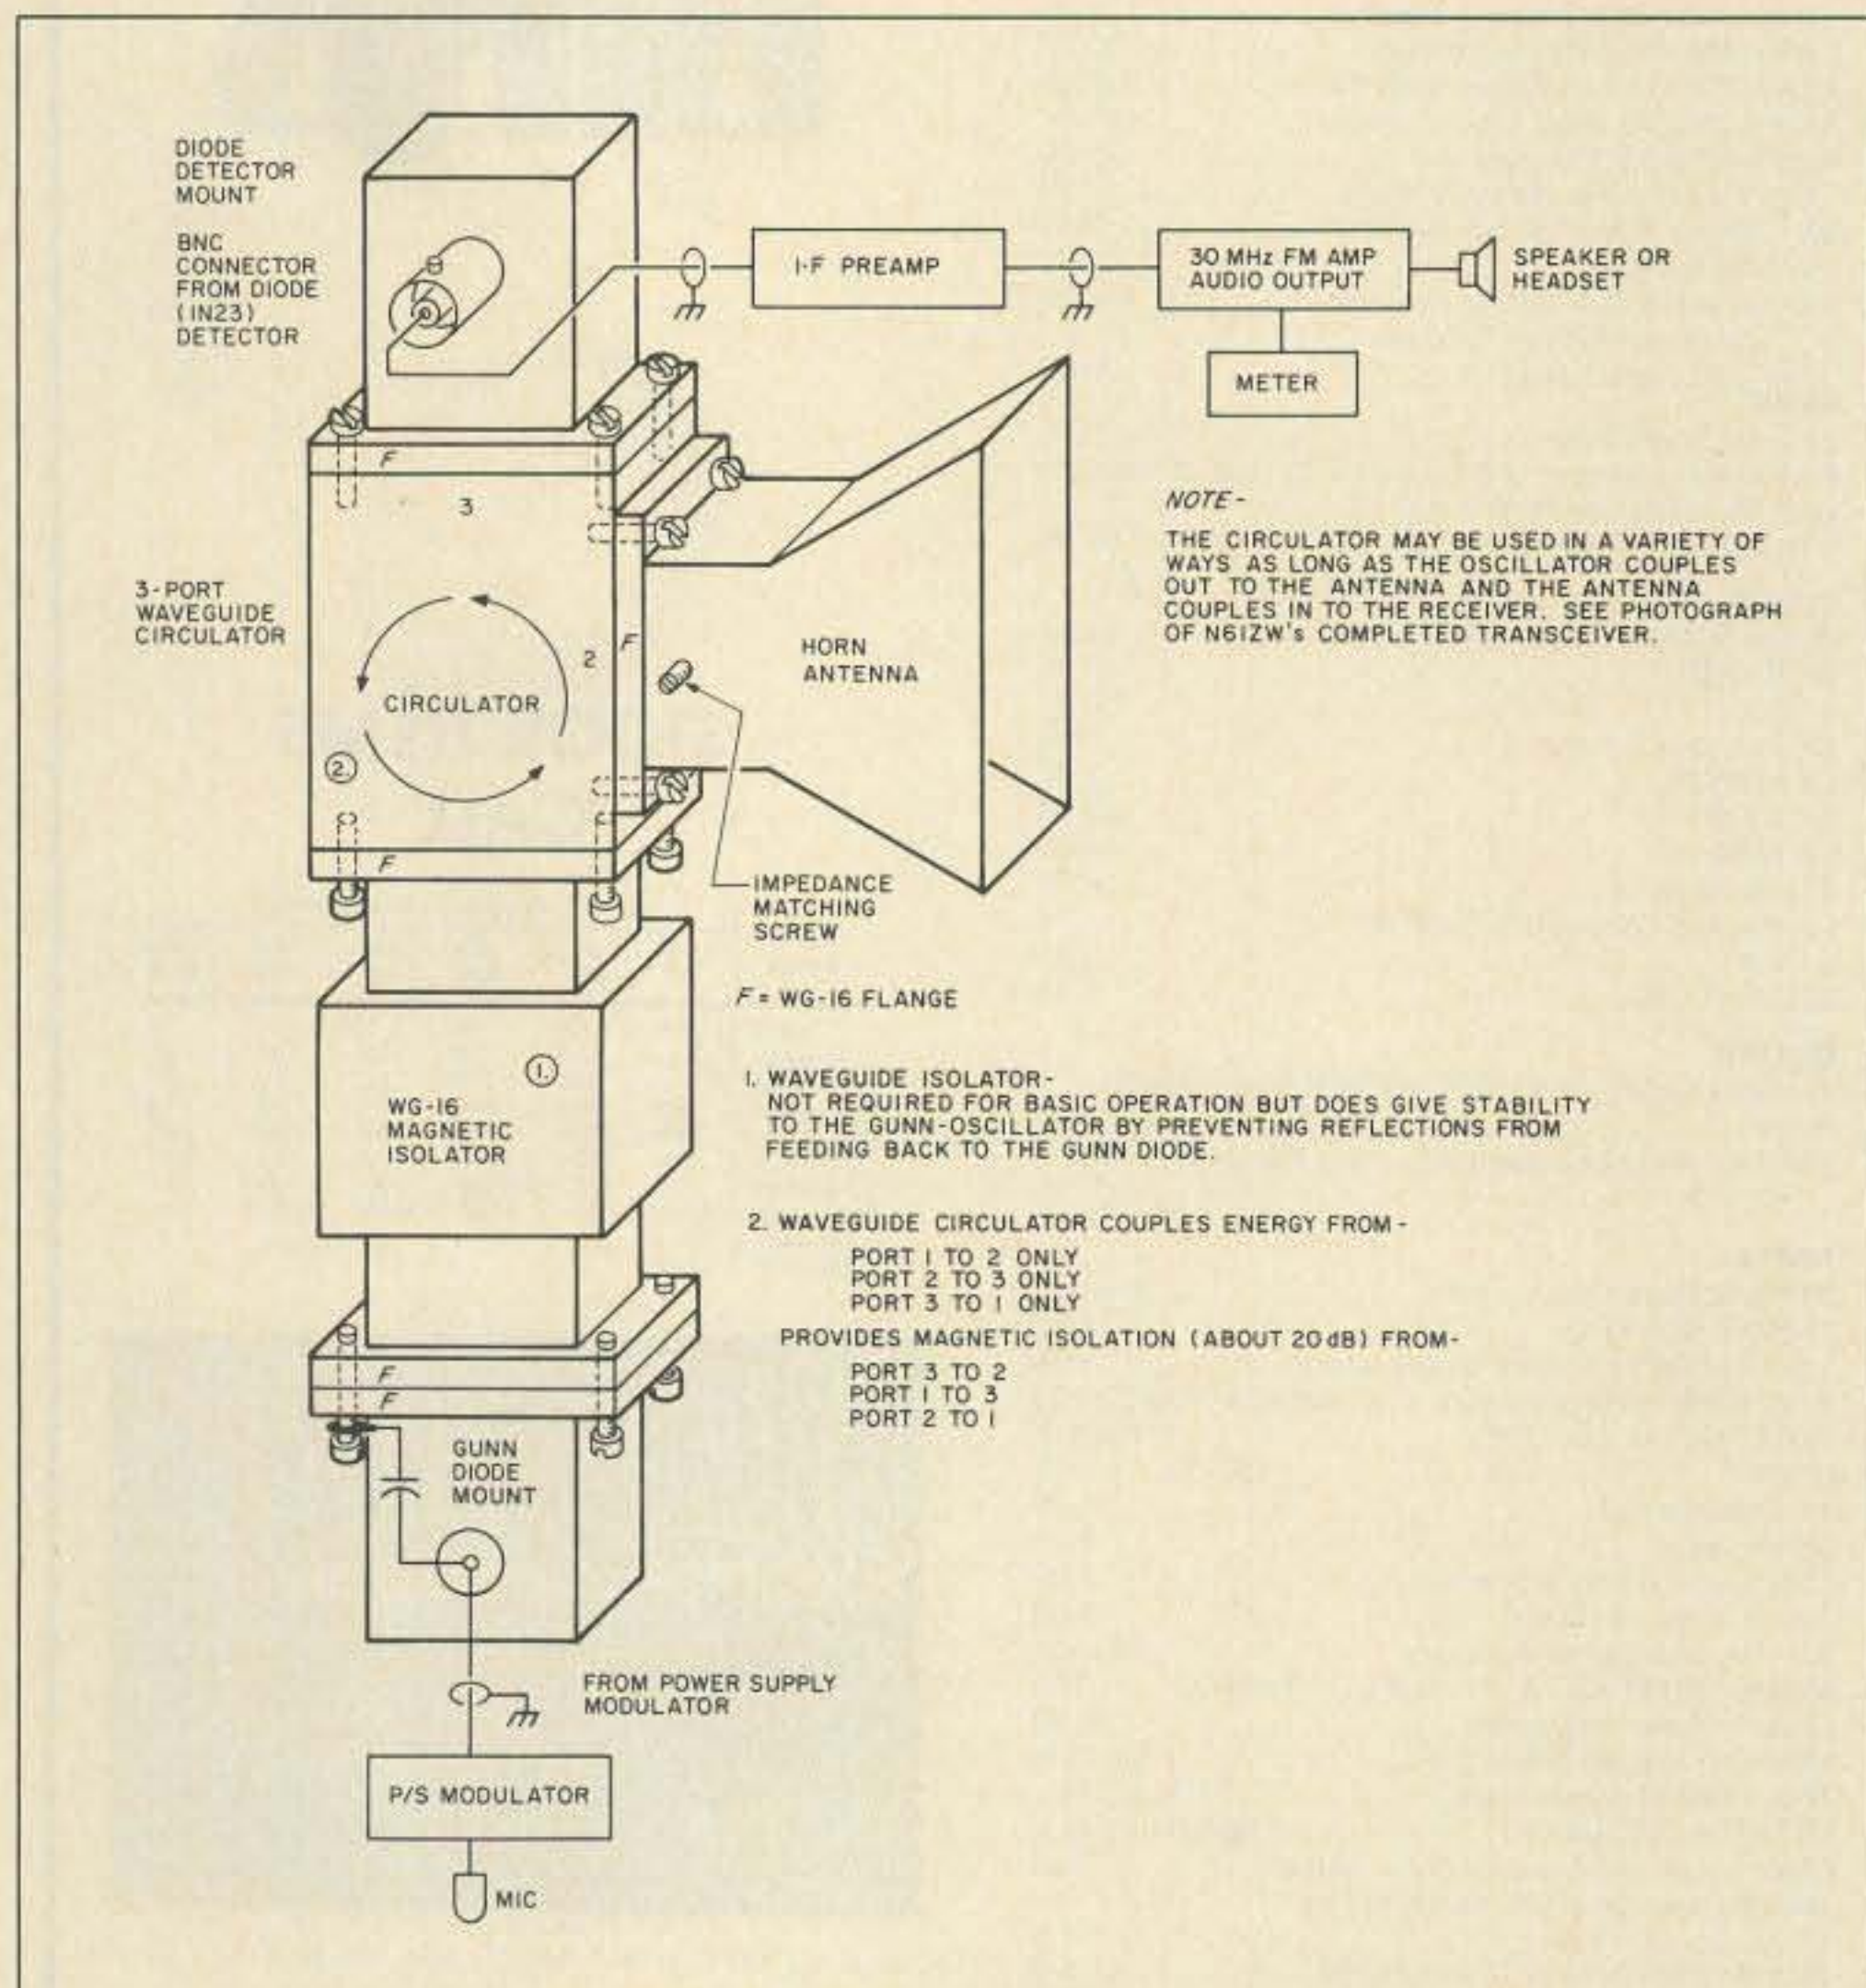 DIODE
DETECTOR
MOUNT
BNC
CONNECTOR
FROM DIODE
(IN23)
DETECTOR
I-F PREAMP
30 MHz FM AMP
AUDIO OUTPUT
SPEAKER OR
HEADSET
METER
F
3
NOTE-
THE CIRCULATOR MAY BE USED IN A VARIETY OF
WAYS AS LONG AS THE OSCILLATOR COUPLES
OUT TO THE ANTENNA AND THE ANTENNA
COUPLES IN TO THE RECEIVER. SEE PHOTOGRAPH
OF N6IZW's COMPLETED TRANSCEIVER.
3-PORT
WAVEGUIDE
CIRCULATOR
2
F
HORN
ANTENNA
CIRCULATOR
2.
F
IMPEDANCE
MATCHING
SCREW
F = WG-16 FLANGE
1.
WG-16
MAGNETIC
ISOLATOR
1. WAVEGUIDE ISOLATOR-
NOT REQUIRED FOR BASIC OPERATION BUT DOES GIVE STABILITY
TO THE GUNN-OSCILLATOR BY PREVENTING REFLECTIONS FROM
FEEDING BACK TO THE GUNN DIODE.
2. WAVEGUIDE CIRCULATOR COUPLES ENERGY FROM-
PORT 1 TO 2 ONLY
PORT 2 TO 3 ONLY
PORT 3 TO 1 ONLY
PROVIDES MAGNETIC ISOLATION (ABOUT 20dB) FROM-
PORT 3 TO 2
PORT 1 TO 3
PORT 2 TO 1
F
F
GUNN
DIODE
MOUNT
FROM POWER SUPPLY
MODULATOR
P/S MODULATOR
MIC